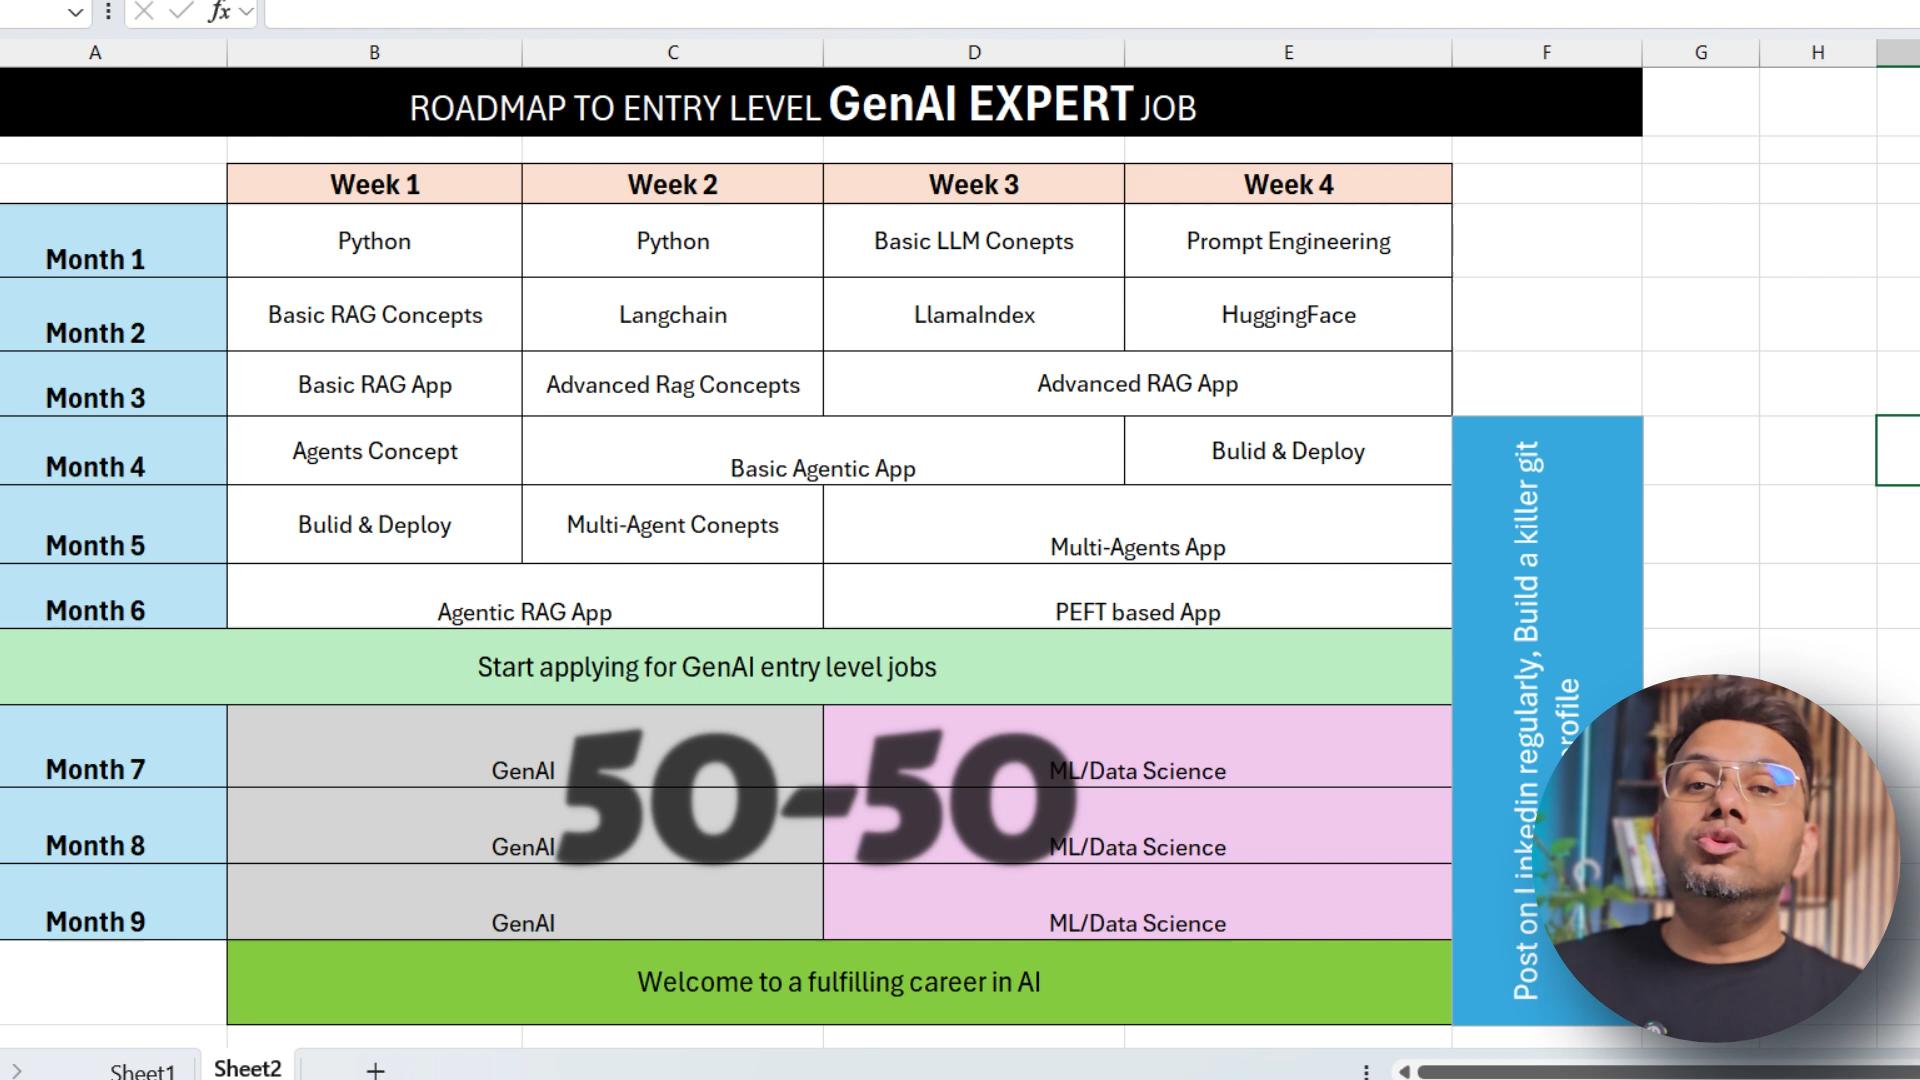 fx
A B C D E F G H
ROADMAP TO ENTRY LEVEL GenAI EXPERT JOB
Week 1 Week 2 Week 3 Week 4
Month 1 Python Python Basic LLM Conepts Prompt Engineering
Month 2 Basic RAG Concepts Langchain LlamaIndex HuggingFace
Month 3 Basic RAG App Advanced Rag Concepts Advanced RAG App
Month 4 Agents Concept Basic Agentic App Bulid & Deploy
Month 5 Bulid & Deploy Multi-Agent Conepts Multi-Agents App
Month 6 Agentic RAG App PEFT based App
Start applying for GenAI entry level jobs
Month 7 GenAI ML/Data Science
50-50
Month 8 GenAI ML/Data Science
Month 9 GenAI ML/Data Science
Welcome to a fulfilling career in AI
Post on linkedin regularly, Build a killer git
rofile
Sheet1 Sheet2 +